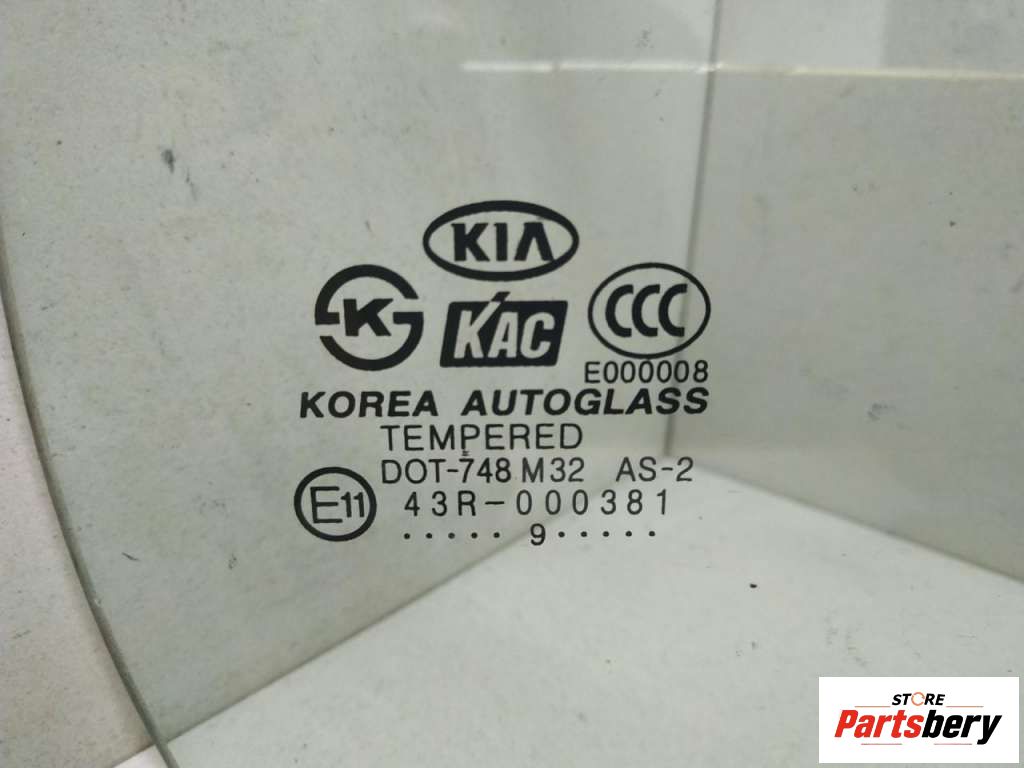 KIA
K
KAC
CCC
E000008
KOREA AUTOGLASS
TEMPERED
DOT-748 M32 AS-2
E11
43R-000381
.....9.....
STORE
Partsbery